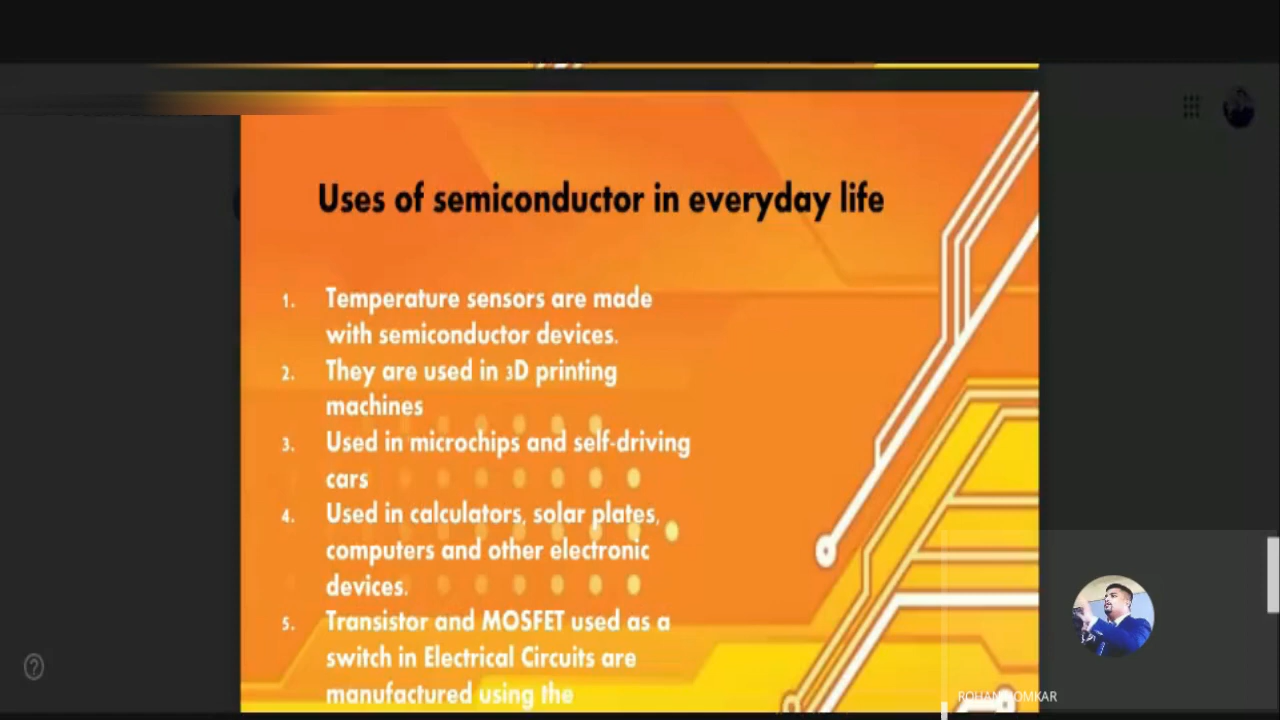 Uses of semiconductor in everyday life
1. Temperature sensors are made
with semiconductor devices.
2. They are used in 3D printing
machines
3. Used in microchips and self-driving
cars
4. Used in calculators, solar plates,
computers and other electronic
devices.
5. Transistor and MOSFET used as a
switch in Electrical Circuits are
manufactured using the